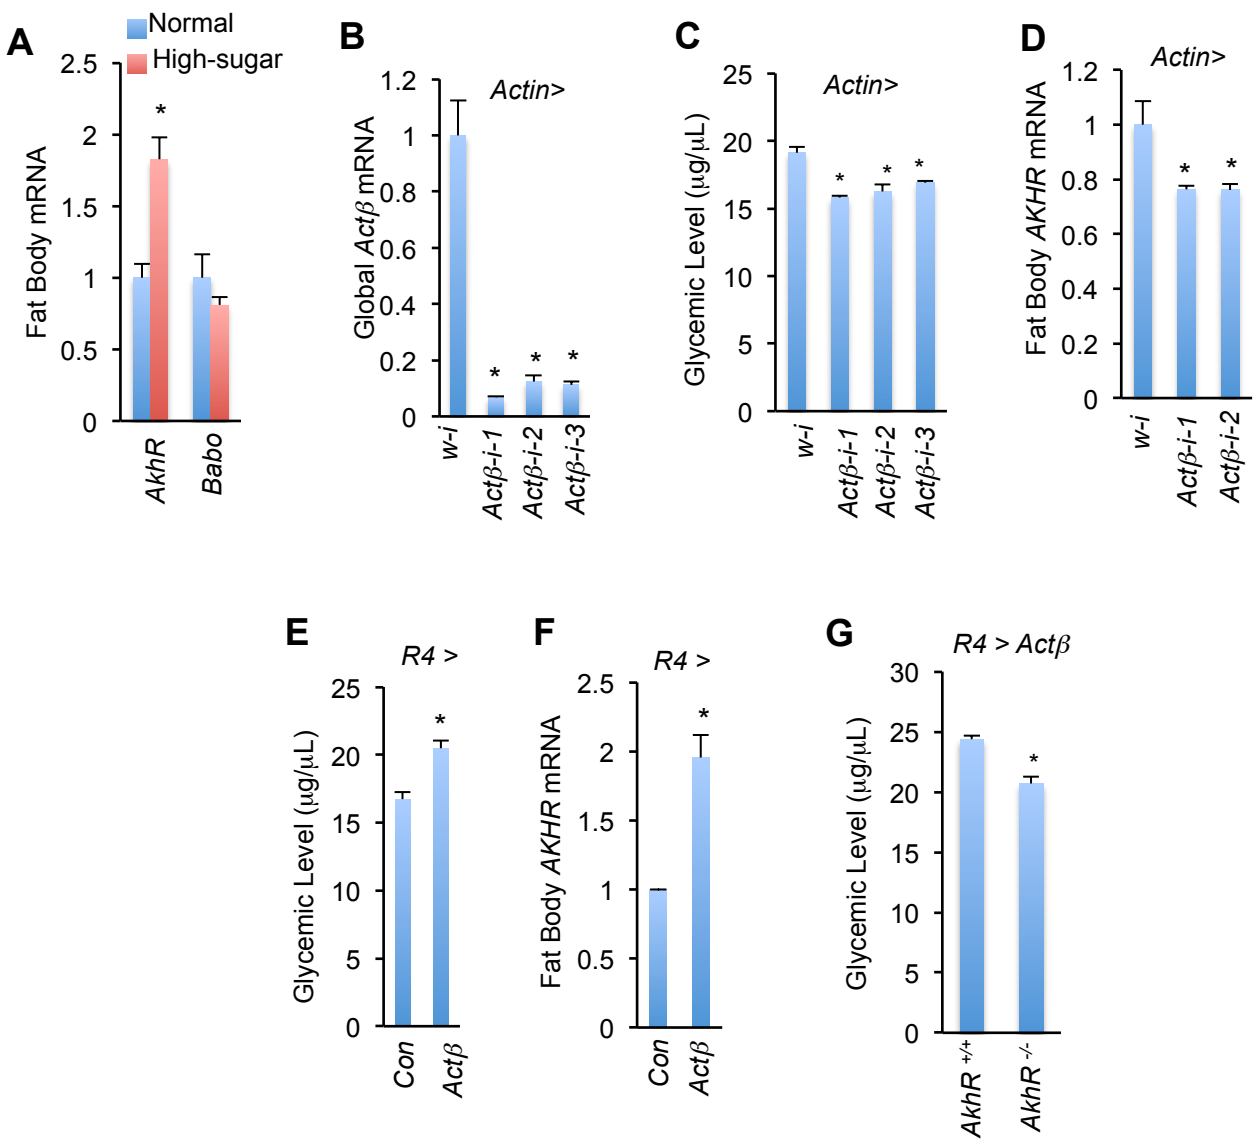 A
Normal
High-sugar
Fat Body mRNA
2.5
2
1.5
1
0.5
0
*
AkhR
Babo
B
Actin>
Global Actβ mRNA
1.2
1
0.8
0.6
0.4
0.2
0
*
*
*
w-i
Actβ-i-1
Actβ-i-2
Actβ-i-3
C
Actin>
Glycemic Level (μg/μL)
25
20
15
10
5
0
*
*
*
w-i
Actβ-i-1
Actβ-i-2
Actβ-i-3
D
Actin>
Fat Body AKHR mRNA
1.2
1
0.8
0.6
0.4
0.2
0
*
*
w-i
Actβ-i-1
Actβ-i-2
E
R4 >
Glycemic Level (μg/μL)
25
20
15
10
5
0
*
Con
Actβ
F
R4 >
Fat Body AKHR mRNA
2.5
2
1.5
1
0.5
0
*
Con
Actβ
G
R4 > Actβ
Glycemic Level (μg/μL)
30
25
20
15
10
5
0
*
AkhR +/+
AkhR -/-